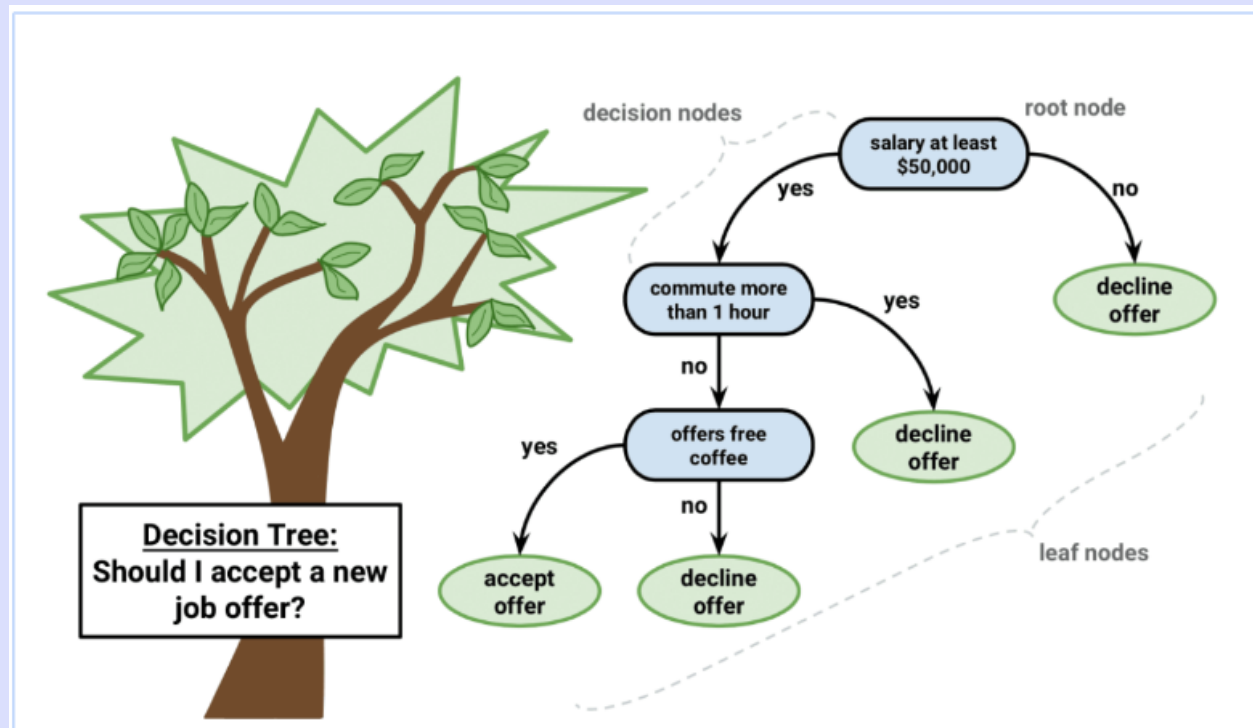 decision nodes
root node
salary at least
$50,000
yes
no
commute more
than 1 hour
yes
decline
offer
no
offers free
coffee
decline
offer
yes
no
leaf nodes
accept
offer
decline
offer
Decision Tree:
Should I accept a new
job offer?